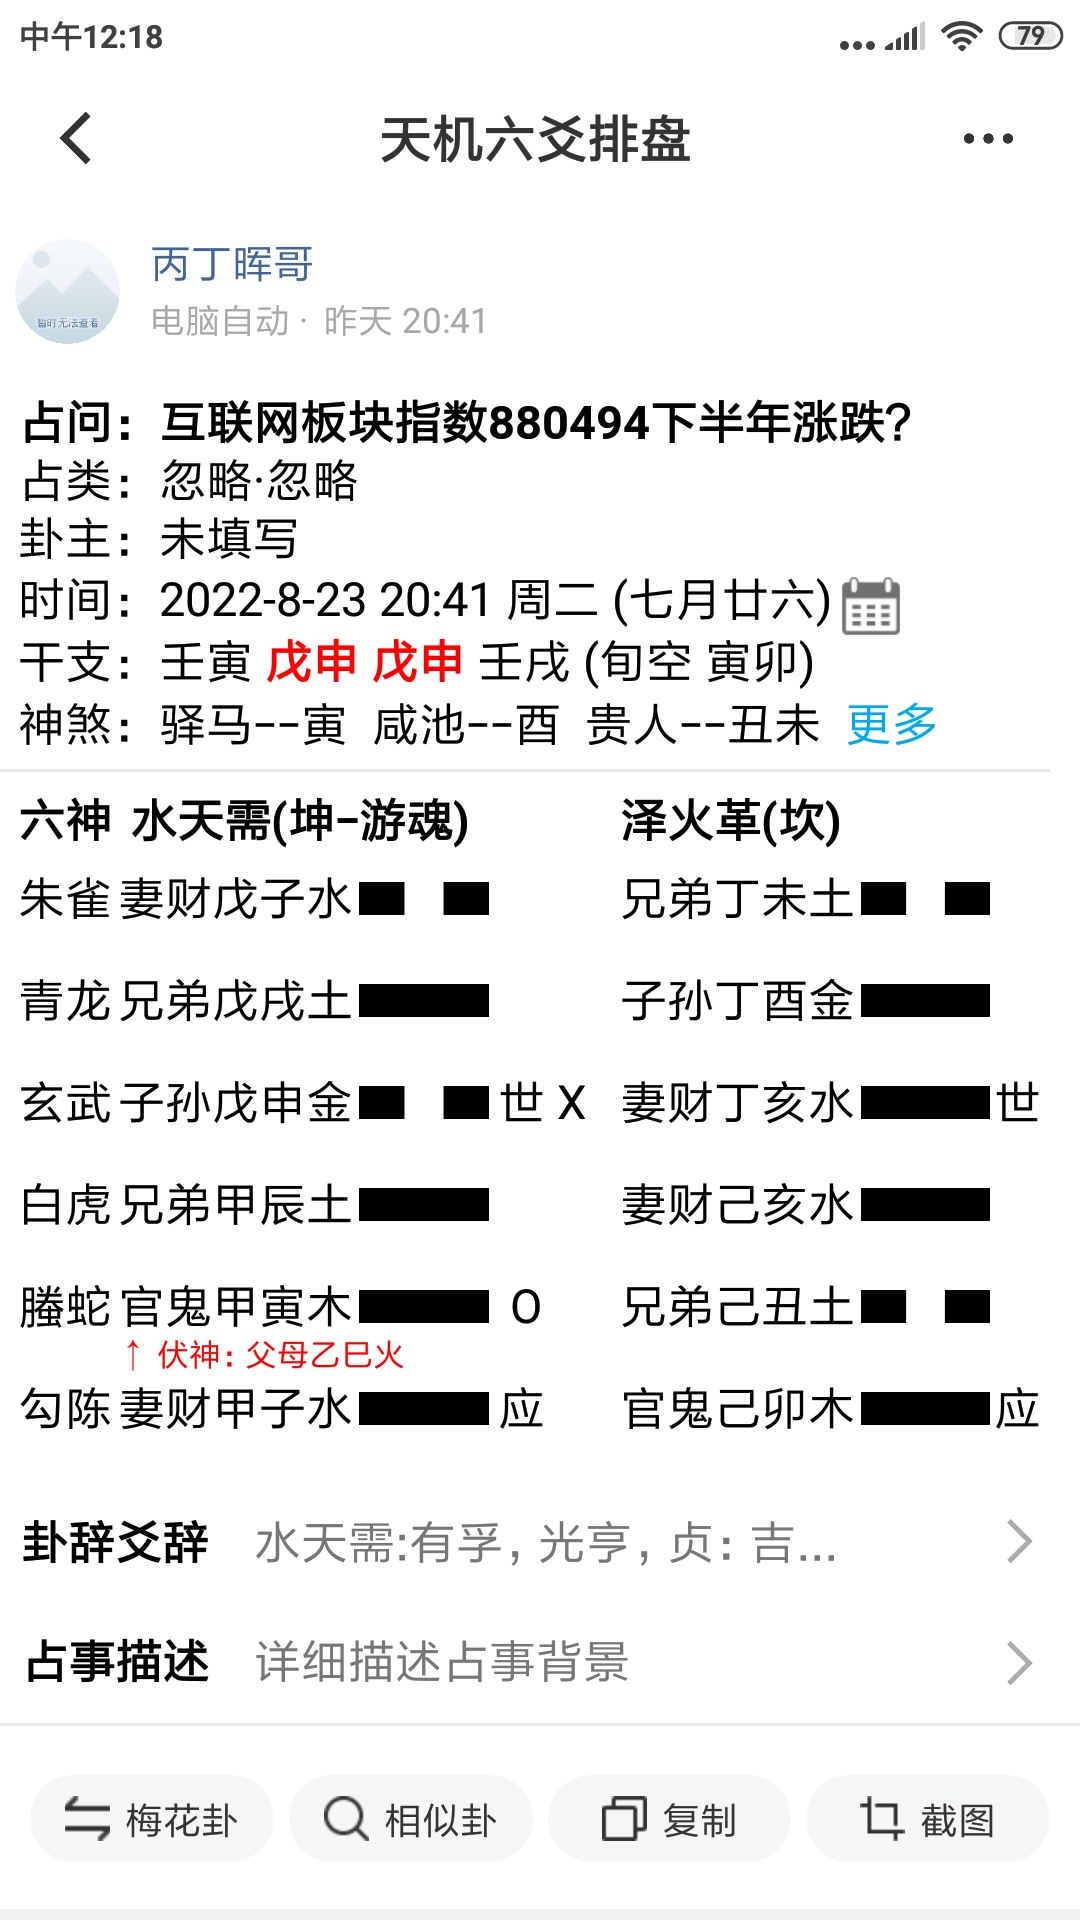 中午12:18
79
天机六爻排盘
丙丁晖哥
暂时无法查看
电脑自动· 昨天 20:41
占问：互联网板块指数880494下半年涨跌?
占类：忽略·忽略
卦主：未填写
时间：2022-8-23 20:41 周二 (七月廿六)
干支：壬寅 戊申 戊申 壬戌 (旬空 寅卯)
神煞：驿马--寅 咸池--酉 贵人--丑未 更多
六神 水天需(坤-游魂) 泽火革(坎)
朱雀 妻财戊子水 兄弟丁未土
青龙 兄弟戊戌土 子孙丁酉金
玄武 子孙戊申金 世 X 妻财丁亥水 世
白虎 兄弟甲辰土 妻财己亥水
螣蛇 官鬼甲寅木 O 兄弟己丑土
↑ 伏神：父母乙巳火
勾陈 妻财甲子水 应 官鬼己卯木 应
卦辞爻辞 水天需:有孚，光亨，贞：吉...
占事描述 详细描述占事背景
梅花卦 相似卦 复制 截图